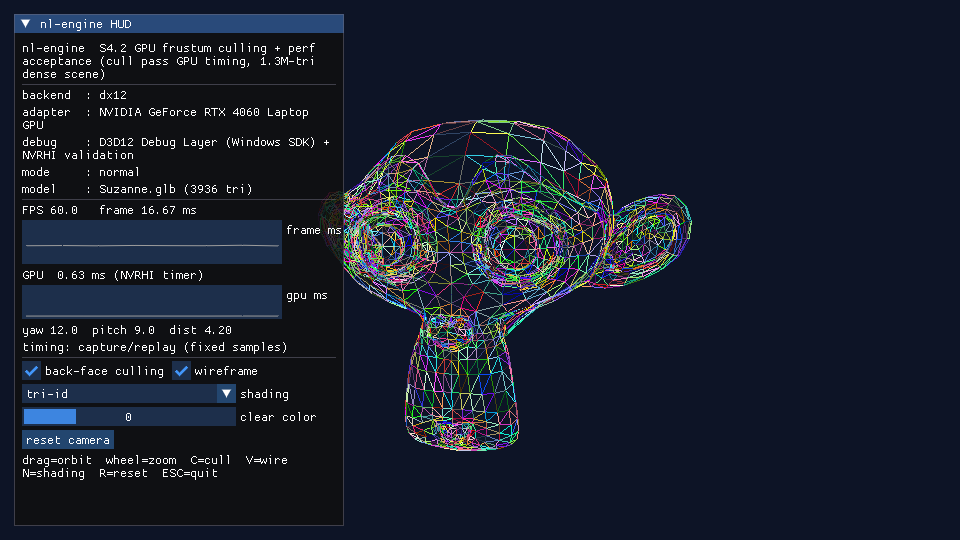 nl-engine HUD
nl-engine  S4.2 GPU frustum culling + perf
acceptance (cull pass GPU timing, 1.3M-tri
dense scene)
backend  : dx12
adapter  : NVIDIA GeForce RTX 4060 Laptop
GPU
debug    : D3D12 Debug Layer (Windows SDK) +
NVRHI validation
mode     : normal
model    : Suzanne.glb (3936 tri)
FPS 60.0   frame 16.67 ms
frame ms
GPU  0.63 ms (NVRHI timer)
gpu ms
yaw 12.0  pitch 9.0  dist 4.20
timing: capture/replay (fixed samples)
back-face culling  wireframe
tri-id  shading
0  clear color
reset camera
drag=orbit  wheel=zoom  C=cull  V=wire
N=shading  R=reset  ESC=quit